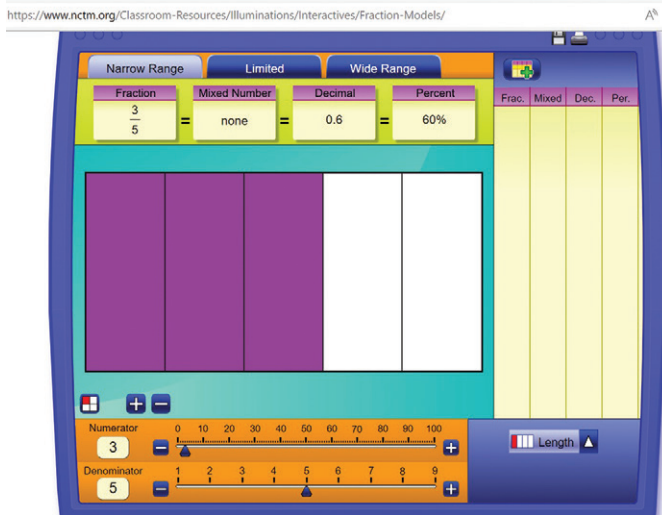 https://www.nctm.org/Classroom-Resources/Illuminations/Interactives/Fraction-Models/ A
Narrow Range Limited Wide Range
Fraction Mixed Number Decimal Percent
3/5 = none = 0.6 = 60%
Frac. Mixed Dec. Per.
Numerator 0 10 20 30 40 50 60 70 80 90 100
3
Denominator 1 2 3 4 5 6 7 8 9
5
Length